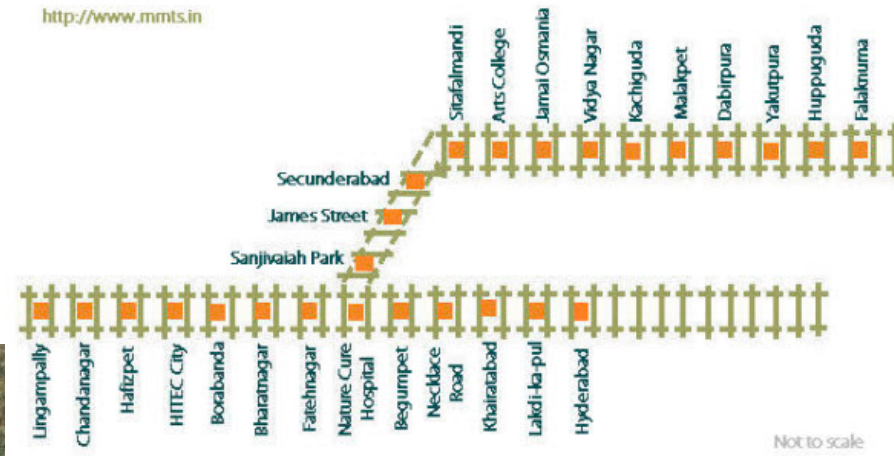 http://www.mmts.in
Sitafalmandi
Arts College
Jamai Osmania
Vidya Nagar
Kachiguda
Malakpet
Dabirpura
Yakutpura
Huppuguda
Falaknuma
Secunderabad
James Street
Sanjivaiah Park
Lingampally
Chandanagar
Hafizpet
HITEC City
Borabanda
Bharatnagar
Fatehnagar
Nature Cure
Hospital
Begumpet
Necklace
Road
Khairatabad
Lakdi-ka-pul
Hyderabad
Not to scale